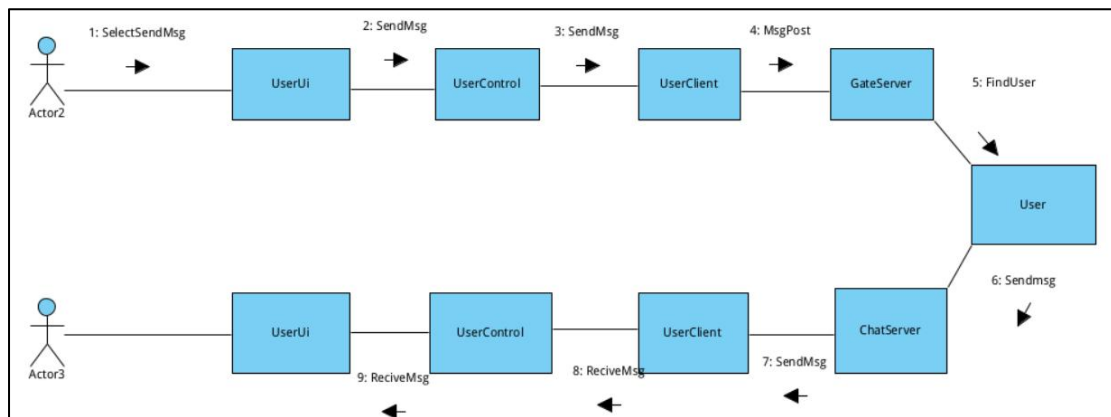 1: SelectSendMsg
2: SendMsg
3: SendMsg
4: MsgPost
UserUi
UserControl
UserClient
GateServer
5: FindUser
Actor2
User
6: Sendmsg
UserUi
UserControl
UserClient
ChatServer
Actor3
9: ReciveMsg
8: ReciveMsg
7: SendMsg